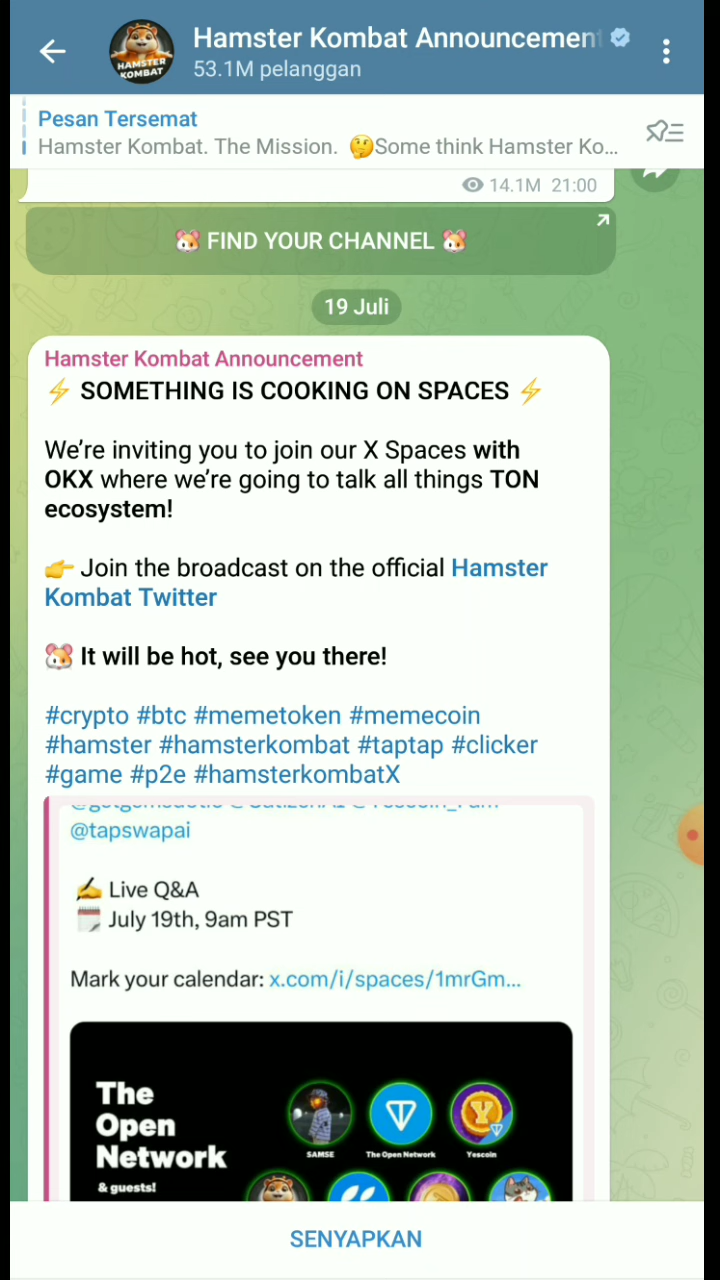 Hamster Kombat Announcement
53.1M pelanggan
Pesan Tersemat
Hamster Kombat. The Mission. 🤔Some think Hamster Ko...
14.1M 21:00
🐹 FIND YOUR CHANNEL 🐹
19 Juli
Hamster Kombat Announcement
⚡ SOMETHING IS COOKING ON SPACES ⚡
We’re inviting you to join our X Spaces with
OKX where we’re going to talk all things TON
ecosystem!
👉 Join the broadcast on the official Hamster
Kombat Twitter
🐹 It will be hot, see you there!
#crypto #btc #memetoken #memecoin
#hamster #hamsterkombat #taptap #clicker
#game #p2e #hamsterkombatX
@tapswapai
✍️ Live Q&A
🗓️ July 19th, 9am PST
Mark your calendar: x.com/i/spaces/1mrGm...
The
Open
Network
& guests!
SAMSE
The Open Network
Yescoin
SENYAPKAN
HAMSTER
KOMBAT